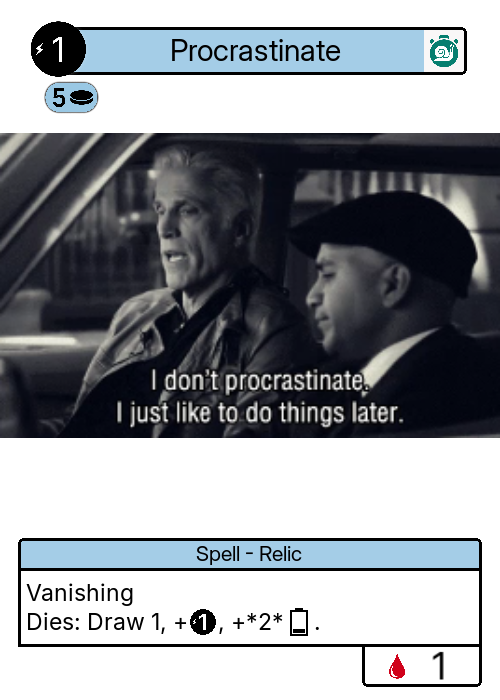 1
Procrastinate
5
I don't procrastinate,
I just like to do things later.
Spell - Relic
Vanishing
Dies: Draw 1, +1, +*2* .
1